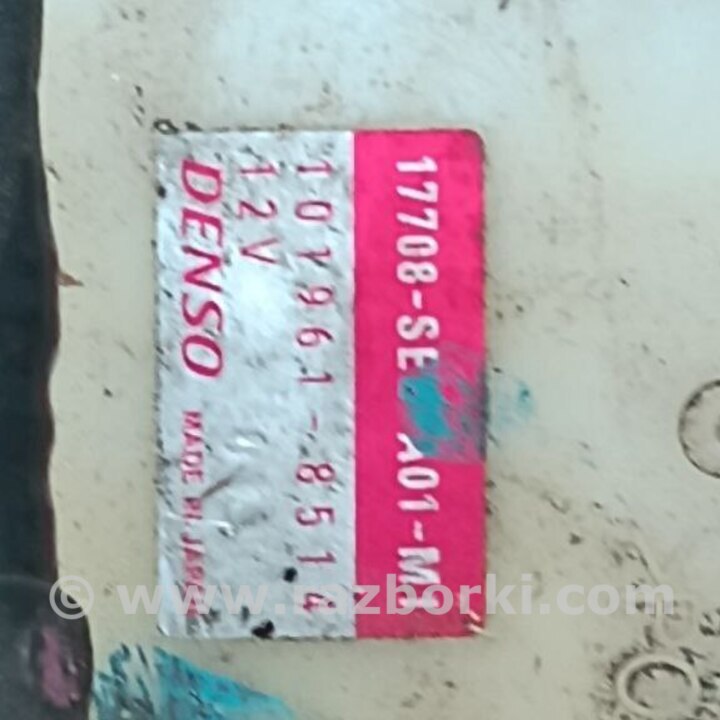 17708-SE A01-M
101961-8514
12V
DENSO MADE IN JAPAN
© www.razborki.com